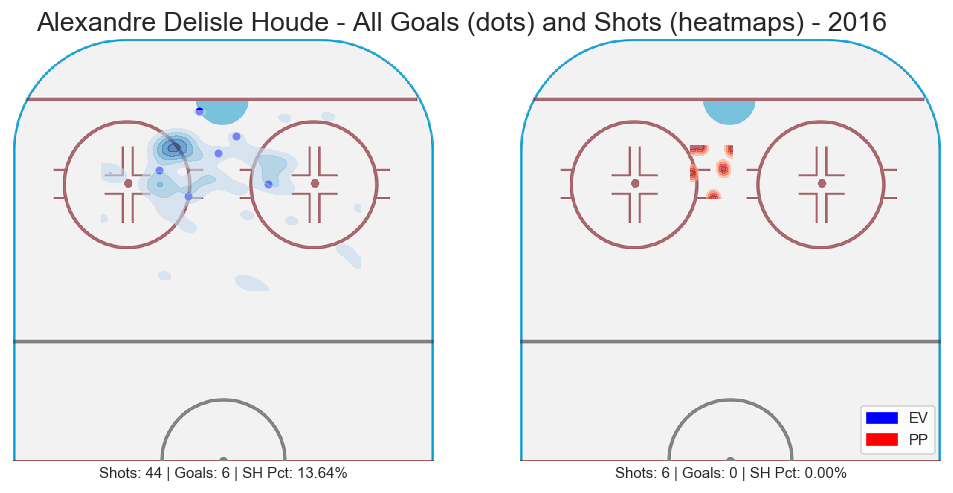 Alexandre Delisle Houde - All Goals (dots) and Shots (heatmaps) - 2016
EV
PP
Shots: 44 | Goals: 6 | SH Pct: 13.64%
Shots: 6 | Goals: 0 | SH Pct: 0.00%